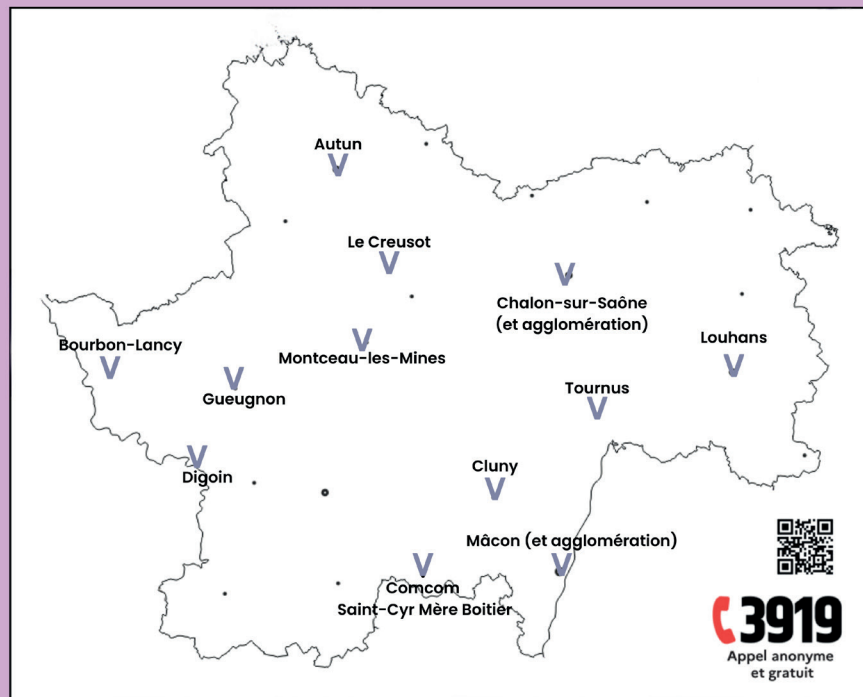 Autun
V
Le Creusot
V
V
Chalon-sur-Saône
(et agglomération)
Bourbon-Lancy
V
V
Montceau-les-Mines
Louhans
V
V
Gueugnon
Tournus
V
V
Digoin
Cluny
V
Mâcon (et agglomération)
V
V
Comcom
Saint-Cyr Mère Boitier
3919
Appel anonyme
et gratuit